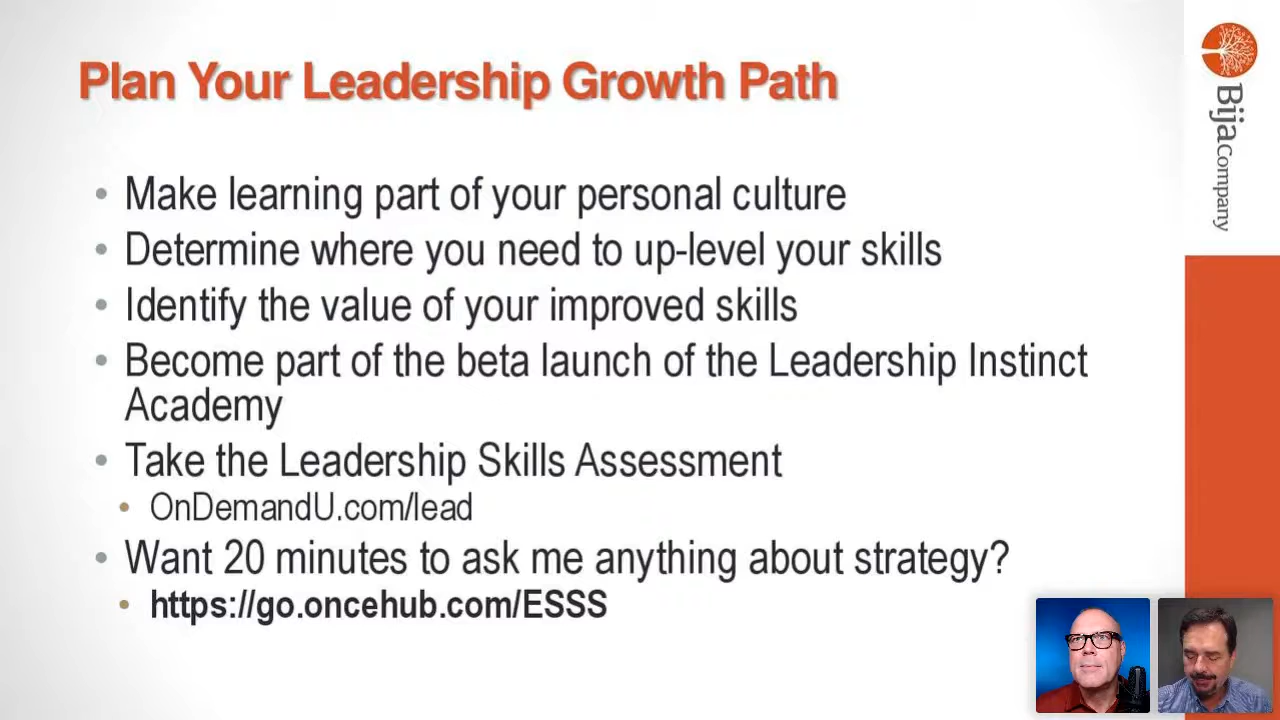 Plan Your Leadership Growth Path
Bija company
• Make learning part of your personal culture
• Determine where you need to up-level your skills
• Identify the value of your improved skills
• Become part of the beta launch of the Leadership Instinct
Academy
• Take the Leadership Skills Assessment
• OnDemandU.com/lead
• Want 20 minutes to ask me anything about strategy?
• https://go.oncehub.com/ESSS